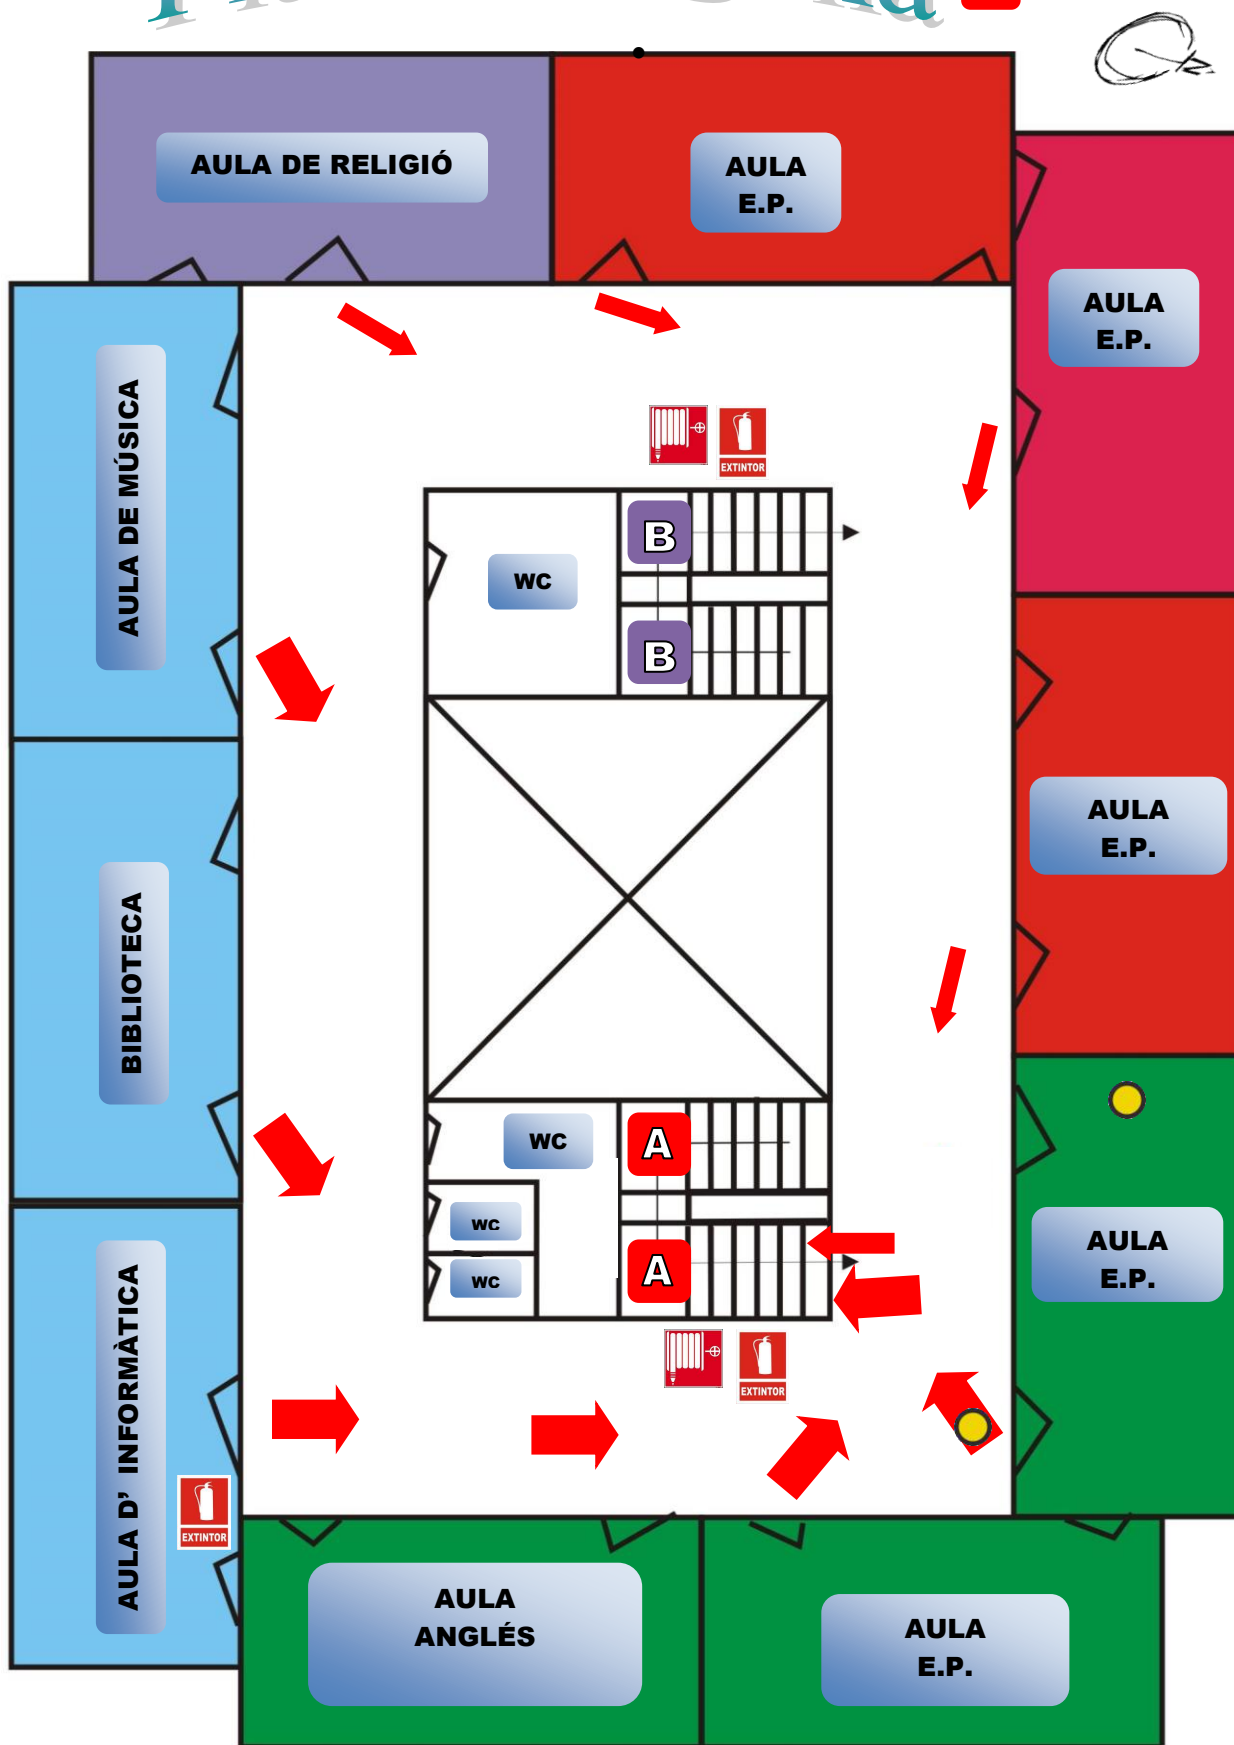 AULA DE RELIGIÓ
AULA
E.P.
AULA
E.P.
AULA DE MÚSICA
EXTINTOR
B
WC
B
AULA
E.P.
BIBLIOTECA
WC
A
WC
A
WC
AULA
E.P.
EXTINTOR
AULA D' INFORMÀTICA
EXTINTOR
AULA
ANGLÉS
AULA
E.P.